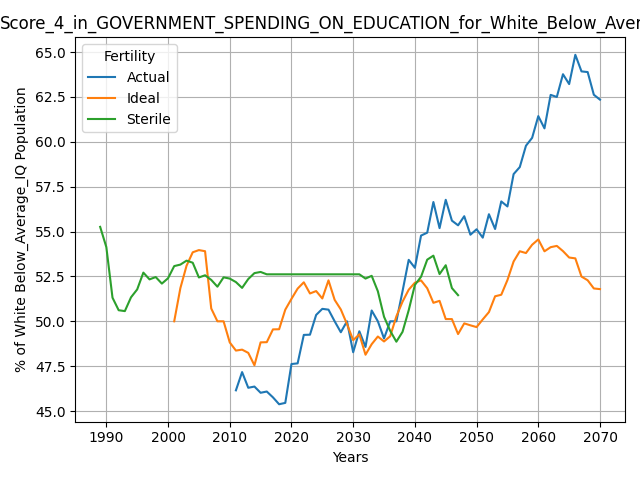 Score_4_in_GOVERNMENT_SPENDING_ON_EDUCATION_for_White_Below_Aver
Fertility
Actual
Ideal
Sterile
% of White Below_Average_IQ Population
65.0
62.5
60.0
57.5
55.0
52.5
50.0
47.5
45.0
1990
2000
2010
2020
2030
2040
2050
2060
2070
Years